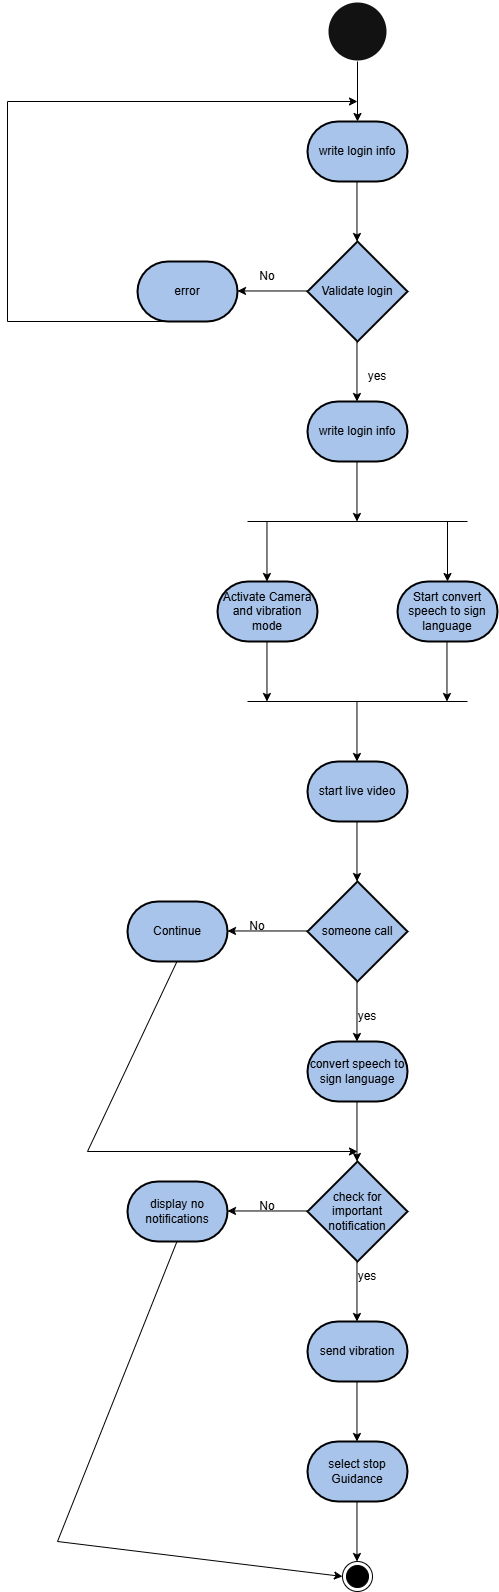 write login info
No
error
Validate login
yes
write login info
Activate Camera
and vibration
mode
Start convert
speech to sign
language
start live video
Continue
No
someone call
yes
convert speech to
sign language
display no
notifications
No
check for
important
notification
yes
send vibration
select stop
Guidance